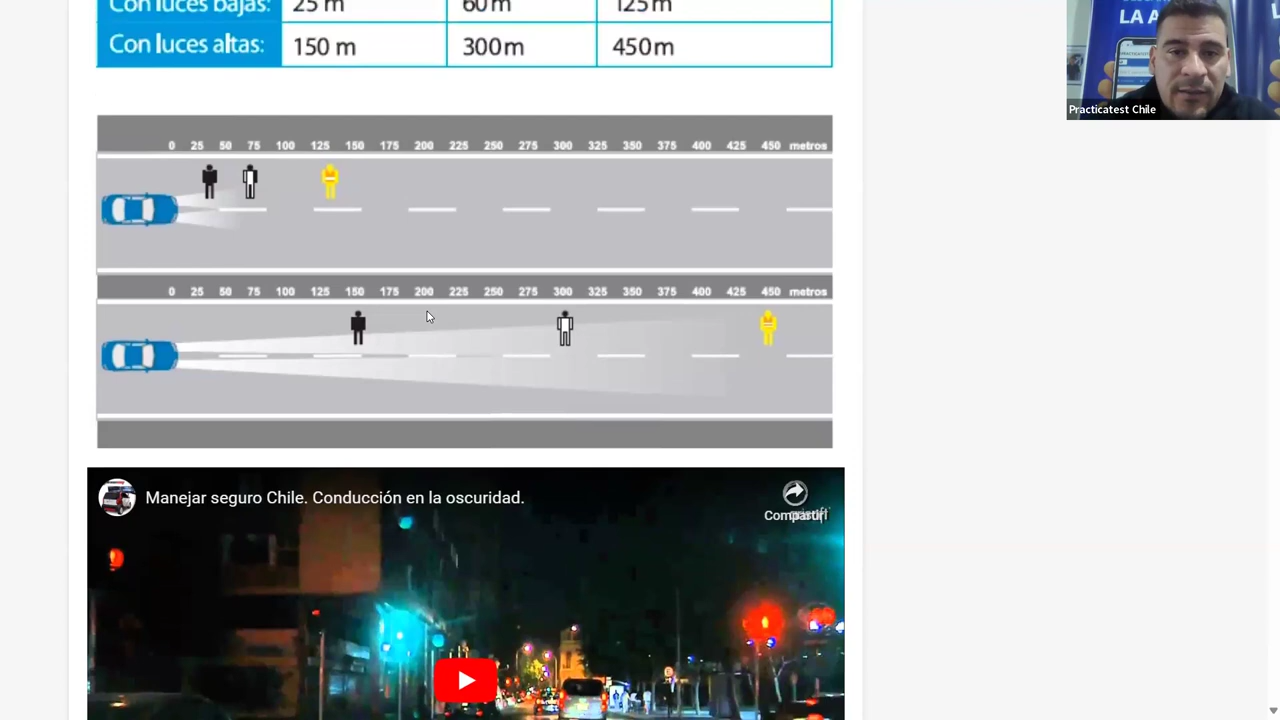 Con luces bajas: 25 m 60m 125m
Con luces altas: 150 m 300m 450m
LA A
Practicatest Chile
0 25 50 75 100 125 150 175 200 225 250 275 300 325 350 375 400 425 450 metros
0 25 50 75 100 125 150 175 200 225 250 275 300 325 350 375 400 425 450 metros
Manejar seguro Chile. Conducción en la oscuridad.
Compartir